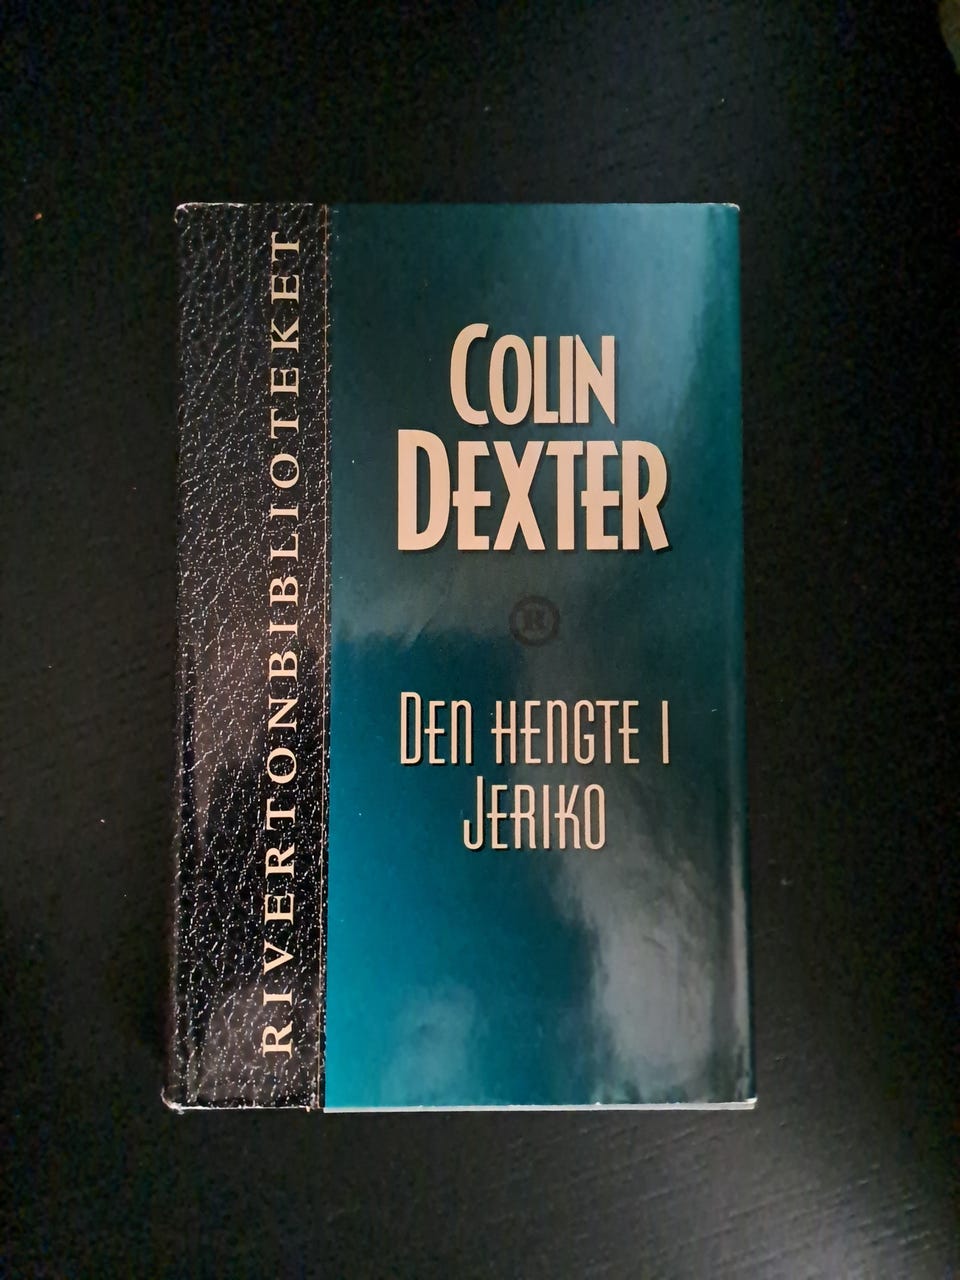 RIVERTONBIBLIOTEKET
COLIN
DEXTER
R
DEN HENGTE I
JERIKO